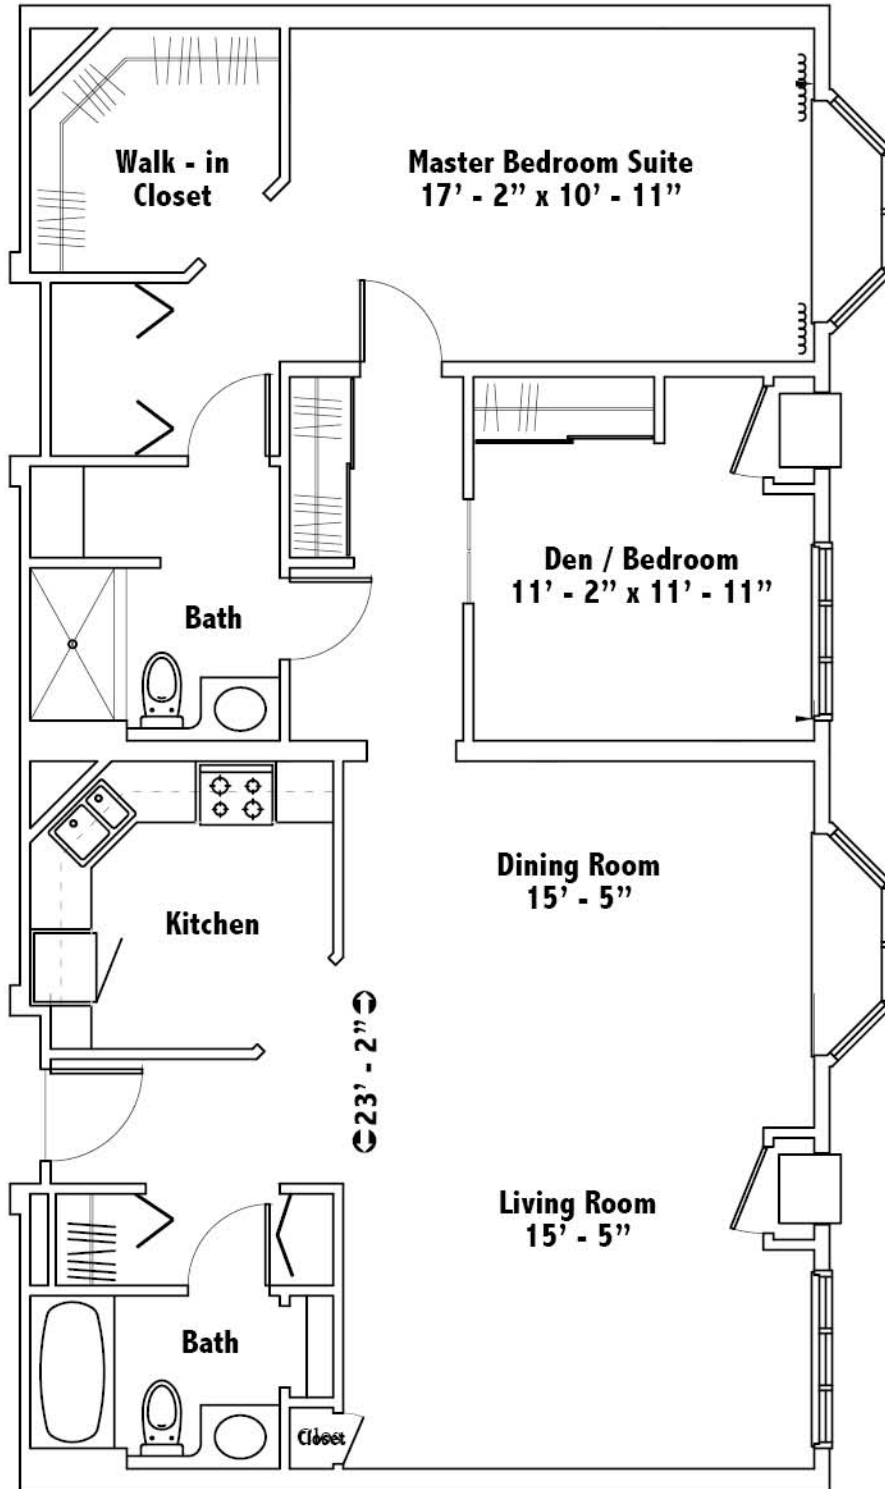 Walk - in
Closet
Master Bedroom Suite
17’ - 2” x 10’ - 11”
Den / Bedroom
11’ - 2” x 11’ - 11”
Bath
Dining Room
15’ - 5”
Kitchen
23’ - 2”
Living Room
15’ - 5”
Bath
Closet